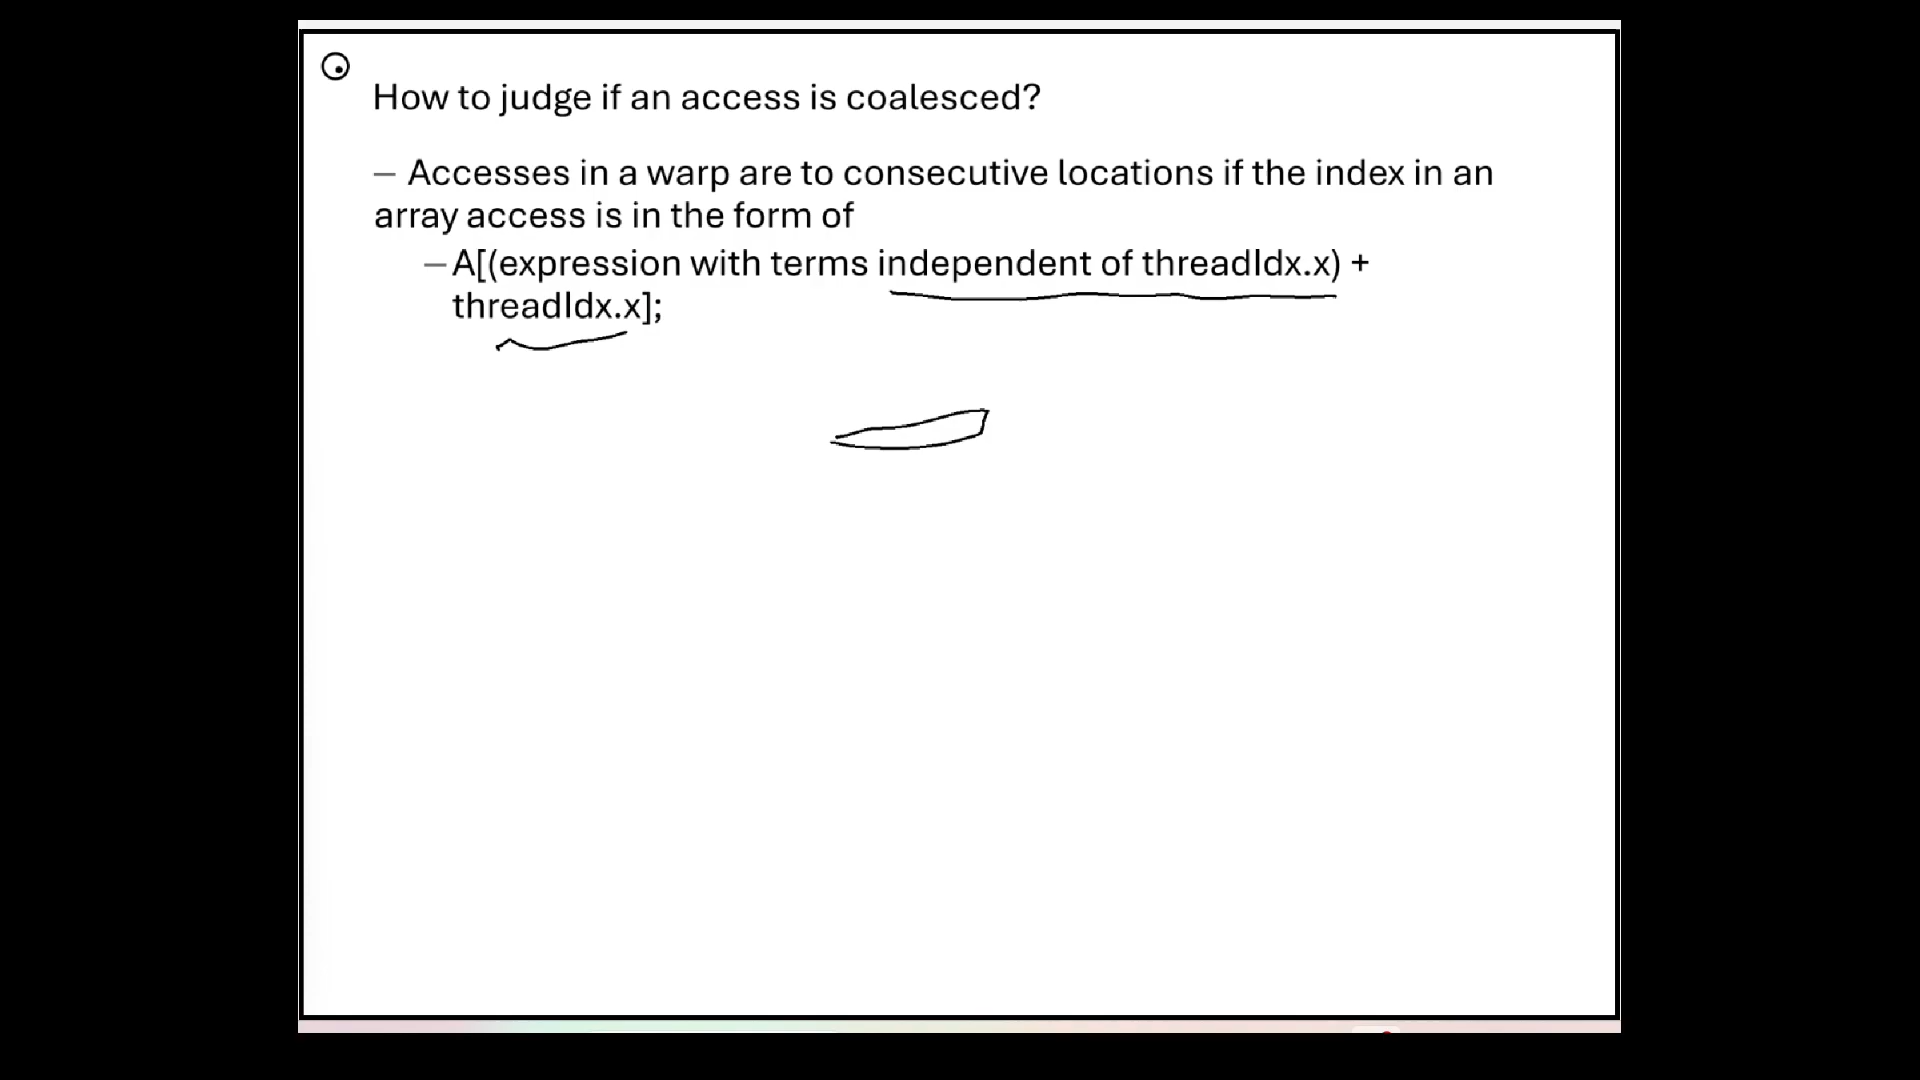 How to judge if an access is coalesced?
– Accesses in a warp are to consecutive locations if the index in an
array access is in the form of
–A[(expression with terms independent of threadIdx.x) +
threadIdx.x];